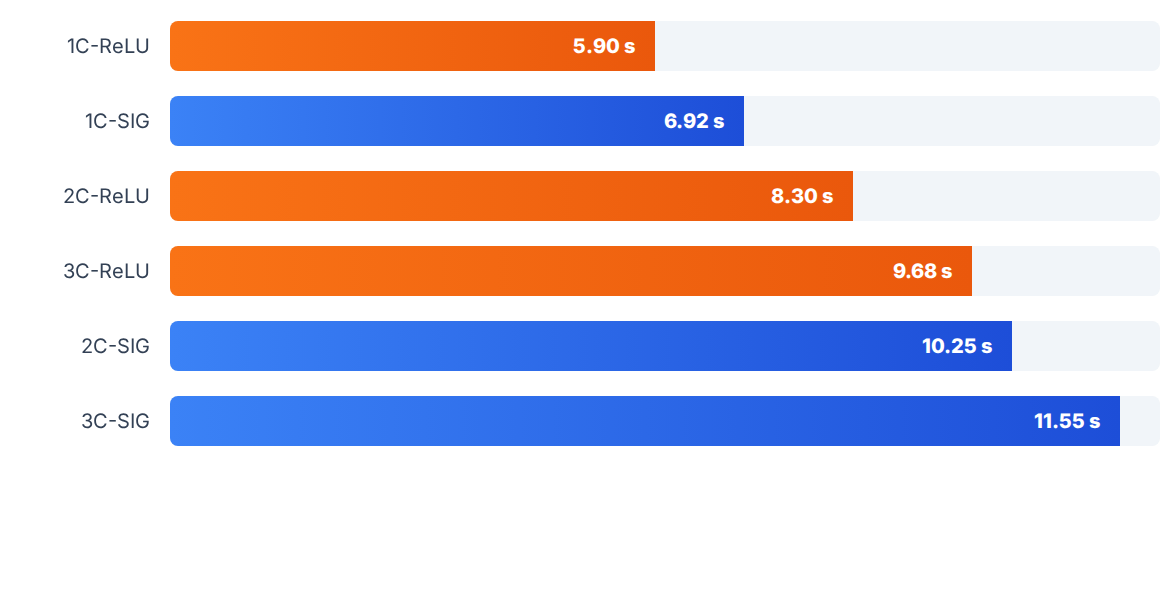 1C-ReLU 5.90 s
1C-SIG 6.92 s
2C-ReLU 8.30 s
3C-ReLU 9.68 s
2C-SIG 10.25 s
3C-SIG 11.55 s